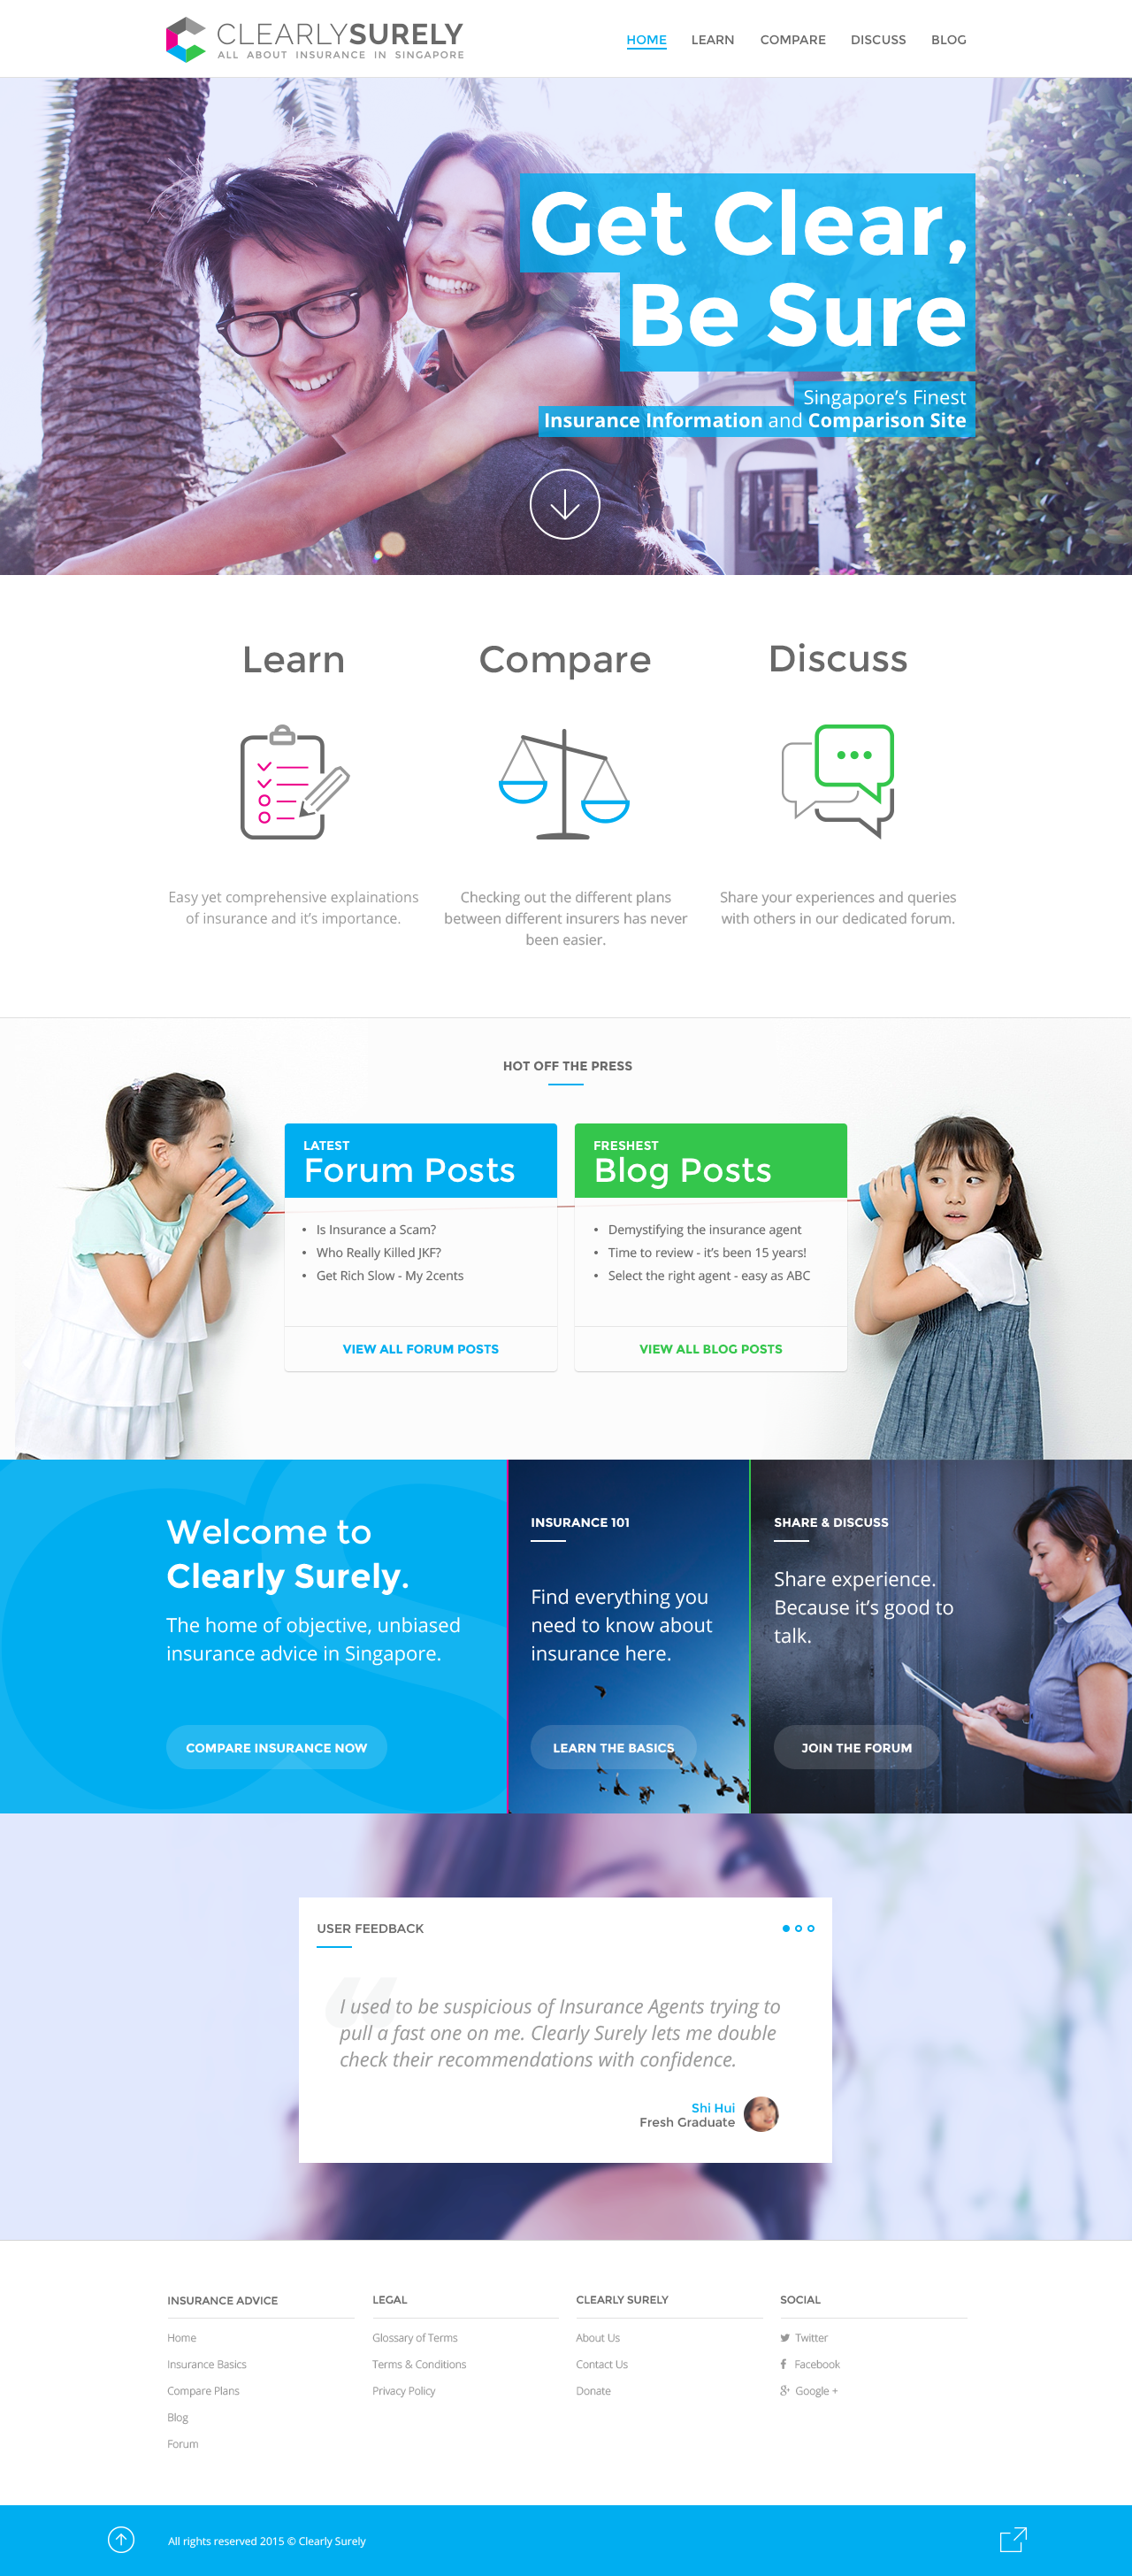 CLEARLYSURELY
ALL ABOUT INSURANCE IN SINGAPORE
HOME
LEARN
COMPARE
DISCUSS
BLOG
Get Clear,
Be Sure
Singapore's Finest
Insurance Information and Comparison Site
Learn
Easy yet comprehensive explainations
of insurance and it's importance.
Compare
Checking out the different plans
between different insurers has never
been easier.
Discuss
Share your experiences and queries
with others in our dedicated forum.
HOT OFF THE PRESS
LATEST
Forum Posts
• Is Insurance a Scam?
• Who Really Killed JKF?
• Get Rich Slow - My 2cents
VIEW ALL FORUM POSTS
FRESHEST
Blog Posts
• Demystifying the insurance agent
• Time to review - it's been 15 years!
• Select the right agent - easy as ABC
VIEW ALL BLOG POSTS
Welcome to
Clearly Surely.
The home of objective, unbiased
insurance advice in Singapore.
COMPARE INSURANCE NOW
INSURANCE 101
Find everything you
need to know about
insurance here.
LEARN THE BASICS
SHARE & DISCUSS
Share experience.
Because it's good to
talk.
JOIN THE FORUM
USER FEEDBACK
“
I used to be suspicious of Insurance Agents trying to
pull a fast one on me. Clearly Surely lets me double
check their recommendations with confidence.
Shi Hui
Fresh Graduate
INSURANCE ADVICE
Home
Insurance Basics
Compare Plans
Blog
Forum
LEGAL
Glossary of Terms
Terms & Conditions
Privacy Policy
CLEARLY SURELY
About Us
Contact Us
Donate
SOCIAL
Twitter
Facebook
Google +
All rights reserved 2015 © Clearly Surely